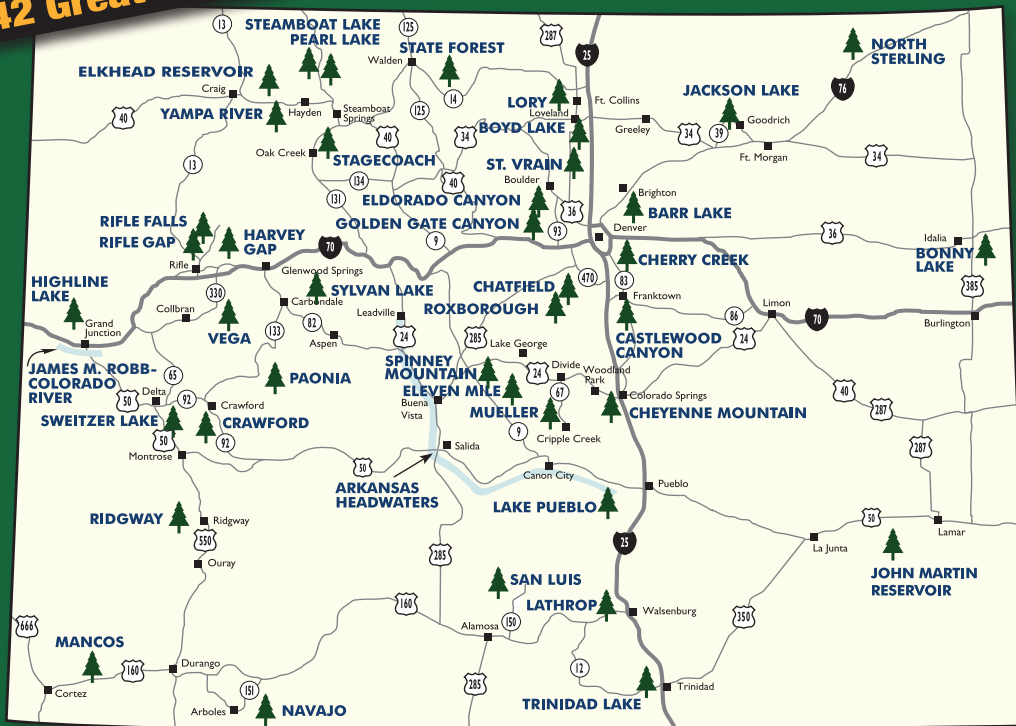 42 Great
13
STEAMBOAT LAKE
PEARL LAKE
125
STATE FOREST
Walden
287
25
NORTH
STERLING
ELKHEAD RESERVOIR
Craig
14
76
JACKSON LAKE
YAMPA RIVER
Hayden
Steamboat
Springs
40
125
LORY
Ft. Collins
Loveland
Greeley
34
39
Goodrich
40
34
BOYD LAKE
Oak Creek
STAGECOACH
ST. VRAIN
Ft. Morgan
34
13
134
40
Boulder
131
ELDORADO CANYON
36
Brighton
BARR LAKE
RIFLE FALLS
RIFLE GAP
HARVEY
GAP
70
9
GOLDEN GATE CANYON
93
Denver
36
Idalia
BONNY
LAKE
Rifle
CHERRY CREEK
HIGHLINE
LAKE
330
Glenwood Springs
SYLVAN LAKE
CHATFIELD
470
83
385
Collbran
Carbondale
Leadville
ROXBOROUGH
Franktown
Limon
Grand
Junction
VEGA
133
82
Aspen
24
285
Lake George
CASTLEWOOD
CANYON
86
24
70
Burlington
JAMES M. ROBB-
COLORADO
RIVER
65
PAONIA
SPINNEY
MOUNTAIN
24
Divide
Woodland
Park
50
Delta
92
Crawford
ELEVEN MILE
67
Colorado Springs
40
287
SWEITZER LAKE
CRAWFORD
Buena
Vista
MUELLER
CHEYENNE MOUNTAIN
50
92
9
Cripple Creek
Montrose
Salida
287
50
Canon City
ARKANSAS
HEADWATERS
Pueblo
LAKE PUEBLO
RIDGWAY
Ridgway
50
Lamar
550
25
La Junta
Ouray
285
JOHN MARTIN
RESERVOIR
SAN LUIS
160
LATHROP
Walsenburg
666
150
350
Alamosa
MANCOS
160
Durango
12
Cortez
151
285
Trinidad
TRINIDAD LAKE
Arboles
NAVAJO